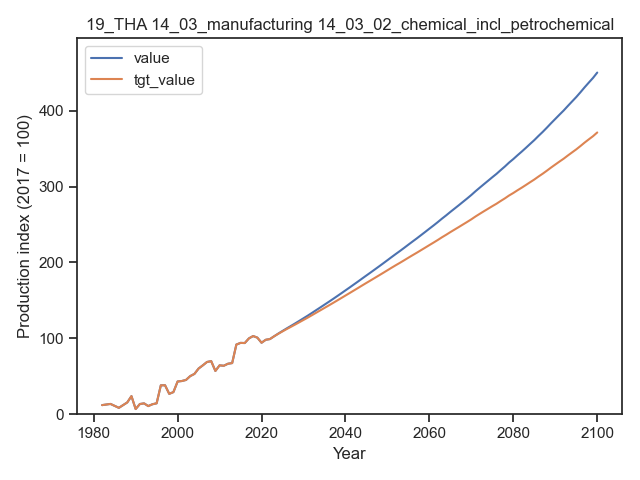 19_THA 14_03_manufacturing 14_03_02_chemical_incl_petrochemical
value
tgt_value
Production index (2017 = 100)
400
300
200
100
0
1980 2000 2020 2040 2060 2080 2100
Year